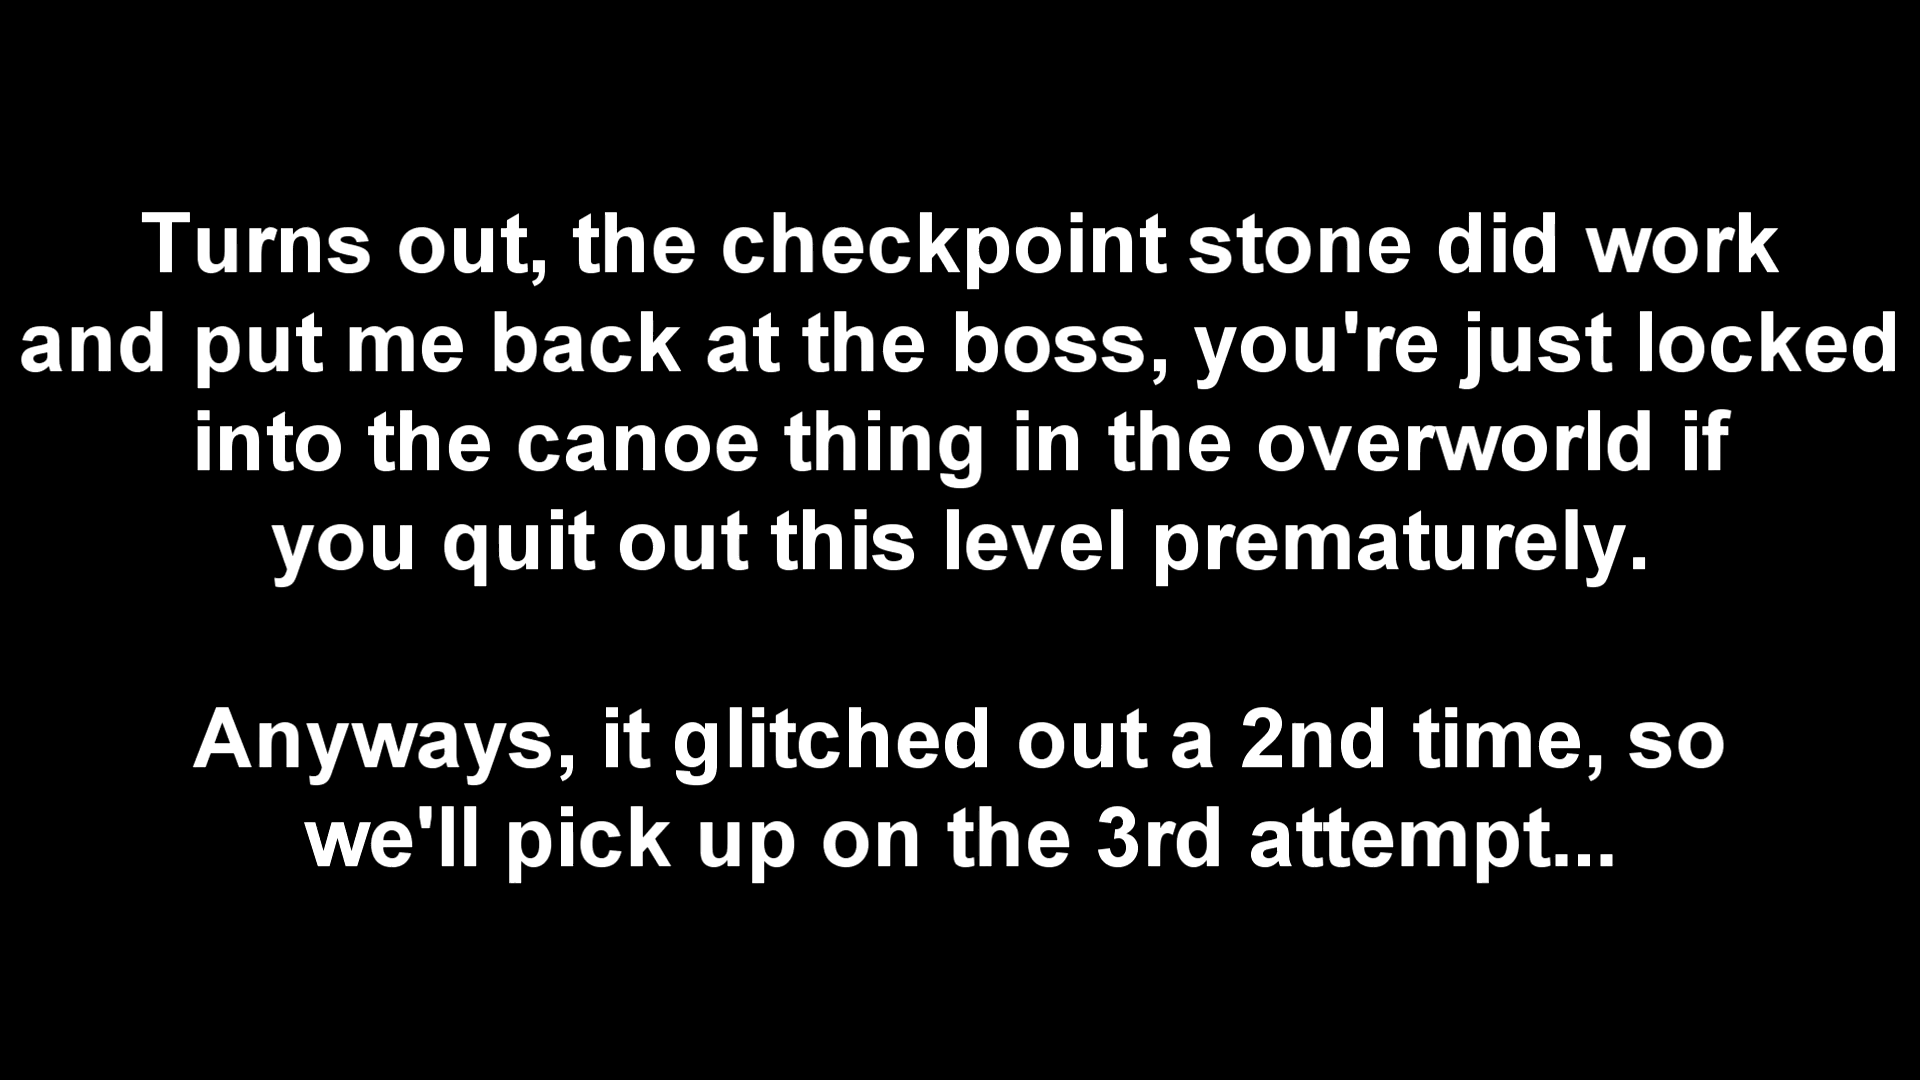 Turns out, the checkpoint stone did work
and put me back at the boss, you're just locked
into the canoe thing in the overworld if
you quit out this level prematurely.
Anyways, it glitched out a 2nd time, so
we'll pick up on the 3rd attempt...